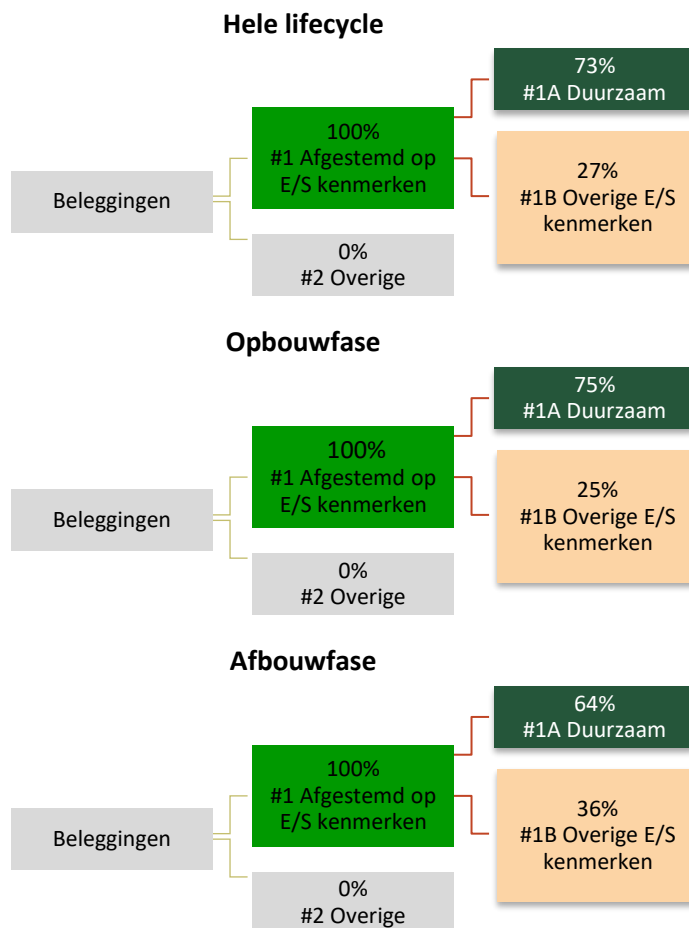 Hele lifecycle
73%
#1A Duurzaam
100%
#1 Afgestemd op
E/S kenmerken
27%
#1B Overige E/S
kenmerken
Beleggingen
0%
#2 Overige
Opbouwfase
75%
#1A Duurzaam
100%
#1 Afgestemd op
E/S kenmerken
25%
#1B Overige E/S
kenmerken
Beleggingen
0%
#2 Overige
Afbouwfase
64%
#1A Duurzaam
100%
#1 Afgestemd op
E/S kenmerken
36%
#1B Overige E/S
kenmerken
Beleggingen
0%
#2 Overige